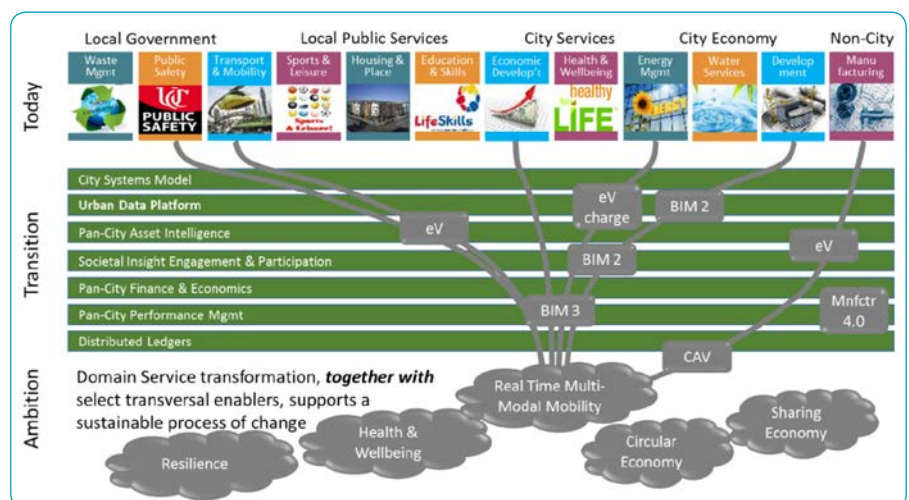 Local Government
Local Public Services
City Services
City Economy
Non-City
Today
Waste
Mgmt
Public
Safety
Transport
& Mobility
Sports &
Leisure
Housing &
Place
Education
& Skills
Economic
Develop't
Health &
Wellbeing
Energy
Mgmt
Water
Services
Develop
ment
Manu
facturing
UC
PUBLIC
SAFETY
Sports
& Leisure!
LifeSkills
healthy
LiFE
Transition
City Systems Model
Urban Data Platform
Pan-City Asset Intelligence
Societal Insight Engagement & Participation
Pan-City Finance & Economics
Pan-City Performance Mgmt
Distributed Ledgers
eV
eV
charge
BIM 2
BIM 2
eV
BIM 3
Mnfctr
4.0
CAV
Ambition
Domain Service transformation, together with
select transversal enablers, supports a
sustainable process of change
Real Time Multi-
Modal Mobility
Resilience
Health &
Wellbeing
Circular
Economy
Sharing
Economy